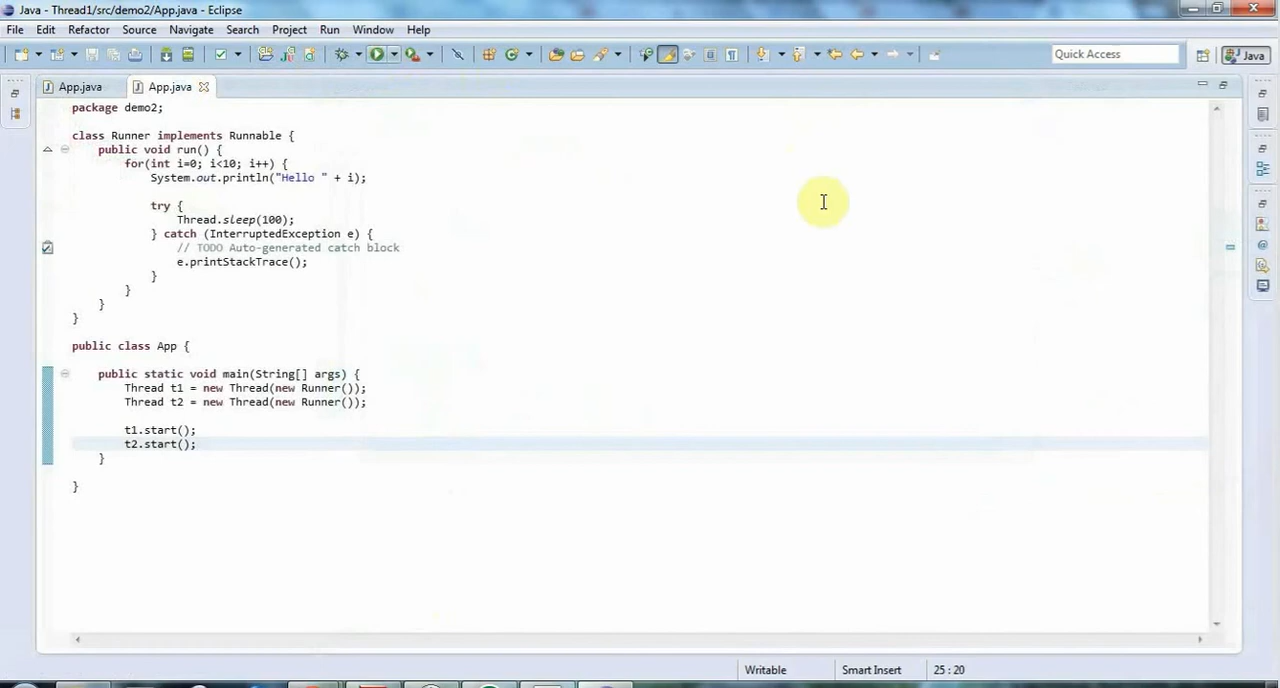 Java - Thread1/src/demo2/App.java - Eclipse
File Edit Refactor Source Navigate Search Project Run Window Help
Quick Access Java
App.java App.java
package demo2;
class Runner implements Runnable {
public void run() {
for(int i=0; i<10; i++) {
System.out.println("Hello " + i);
try {
Thread.sleep(100);
} catch (InterruptedException e) {
// TODO Auto-generated catch block
e.printStackTrace();
}
}
}
}
public class App {
public static void main(String[] args) {
Thread t1 = new Thread(new Runner());
Thread t2 = new Thread(new Runner());
t1.start();
t2.start();
}
}
Writable Smart Insert 25 : 20